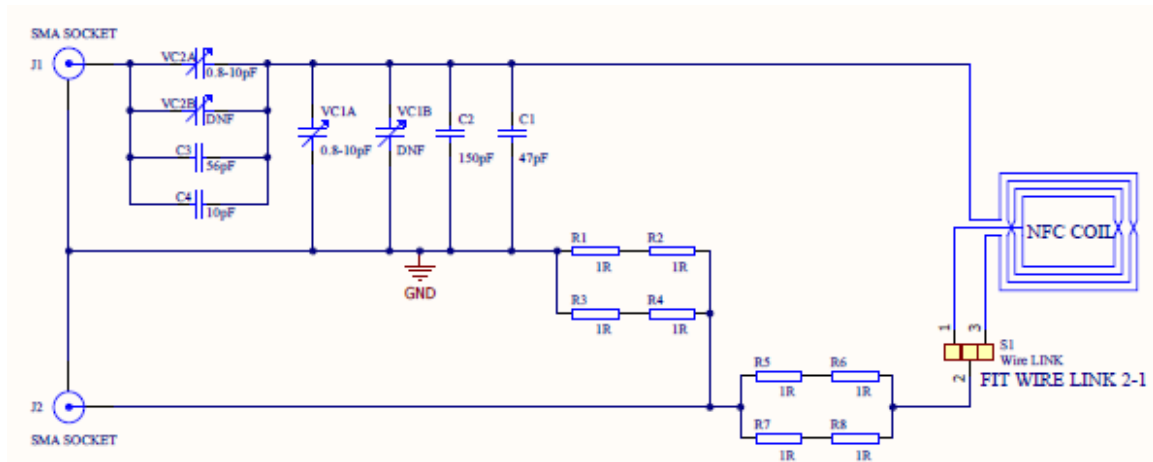 SMA SOCKET
J1
VC2A
0.8-10pF
VC2B
DNF
C3
56pF
C4
10pF
VC1A
0.8-10pF
VC1B
DNF
C2
150pF
C1
47pF
GND
R1
1R
R2
1R
R3
1R
R4
1R
NFC COIL
1
3
S1
Wire LINK
2
FIT WIRE LINK 2-1
R5
1R
R6
1R
R7
1R
R8
1R
J2
SMA SOCKET